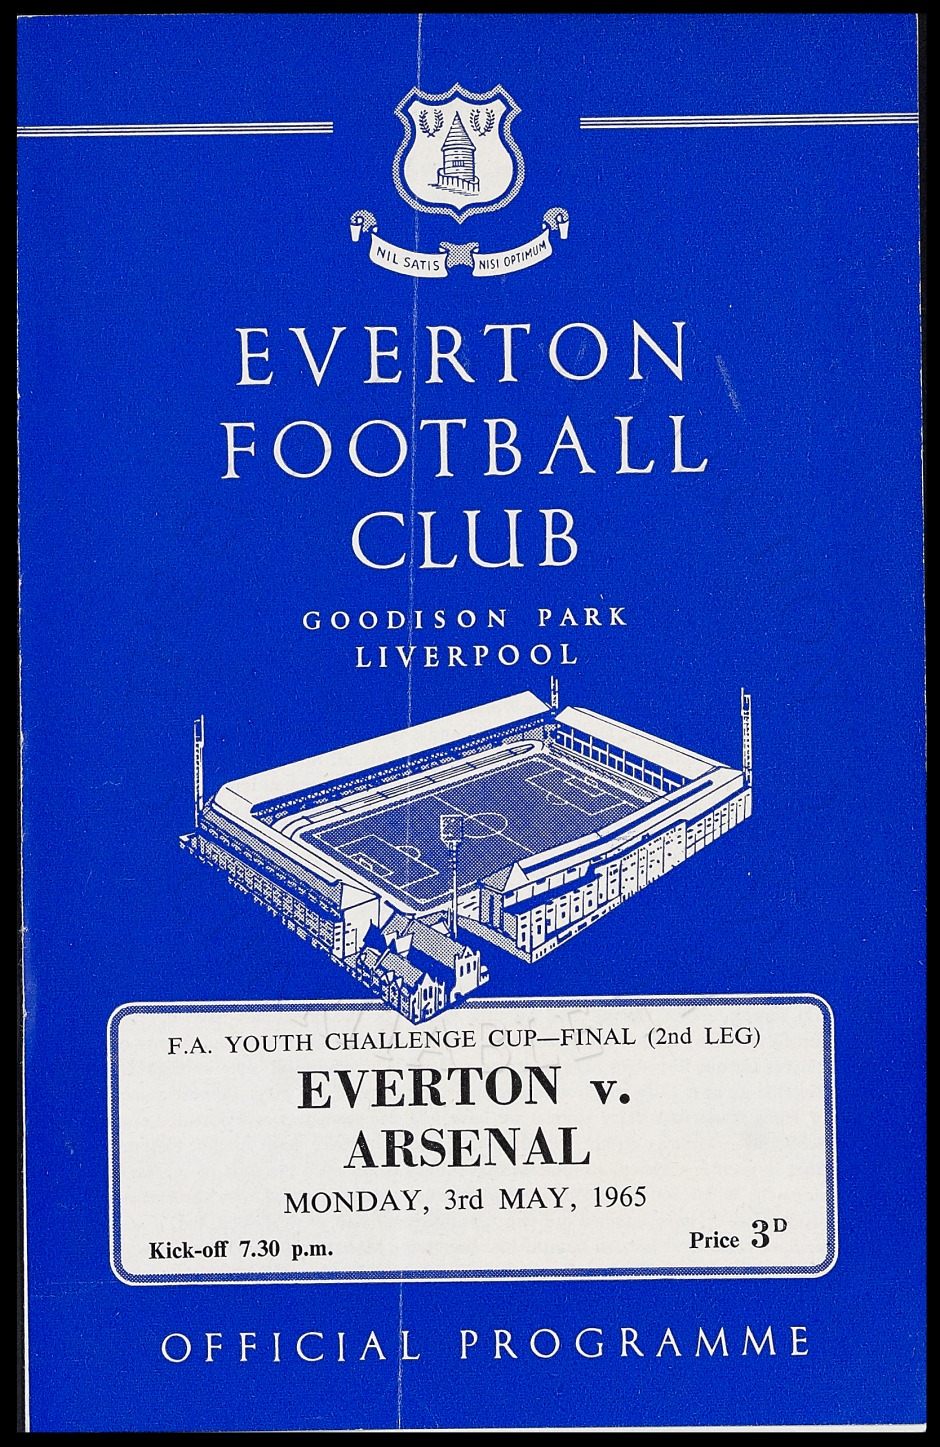 NIL SATIS NISI OPTIMUM
EVERTON
FOOTBALL
CLUB
GOODISON PARK
LIVERPOOL
F.A. YOUTH CHALLENGE CUP—FINAL (2nd LEG)
EVERTON v.
ARSENAL
MONDAY, 3rd MAY, 1965
Kick-off 7.30 p.m.
Price 3D
OFFICIAL PROGRAMME